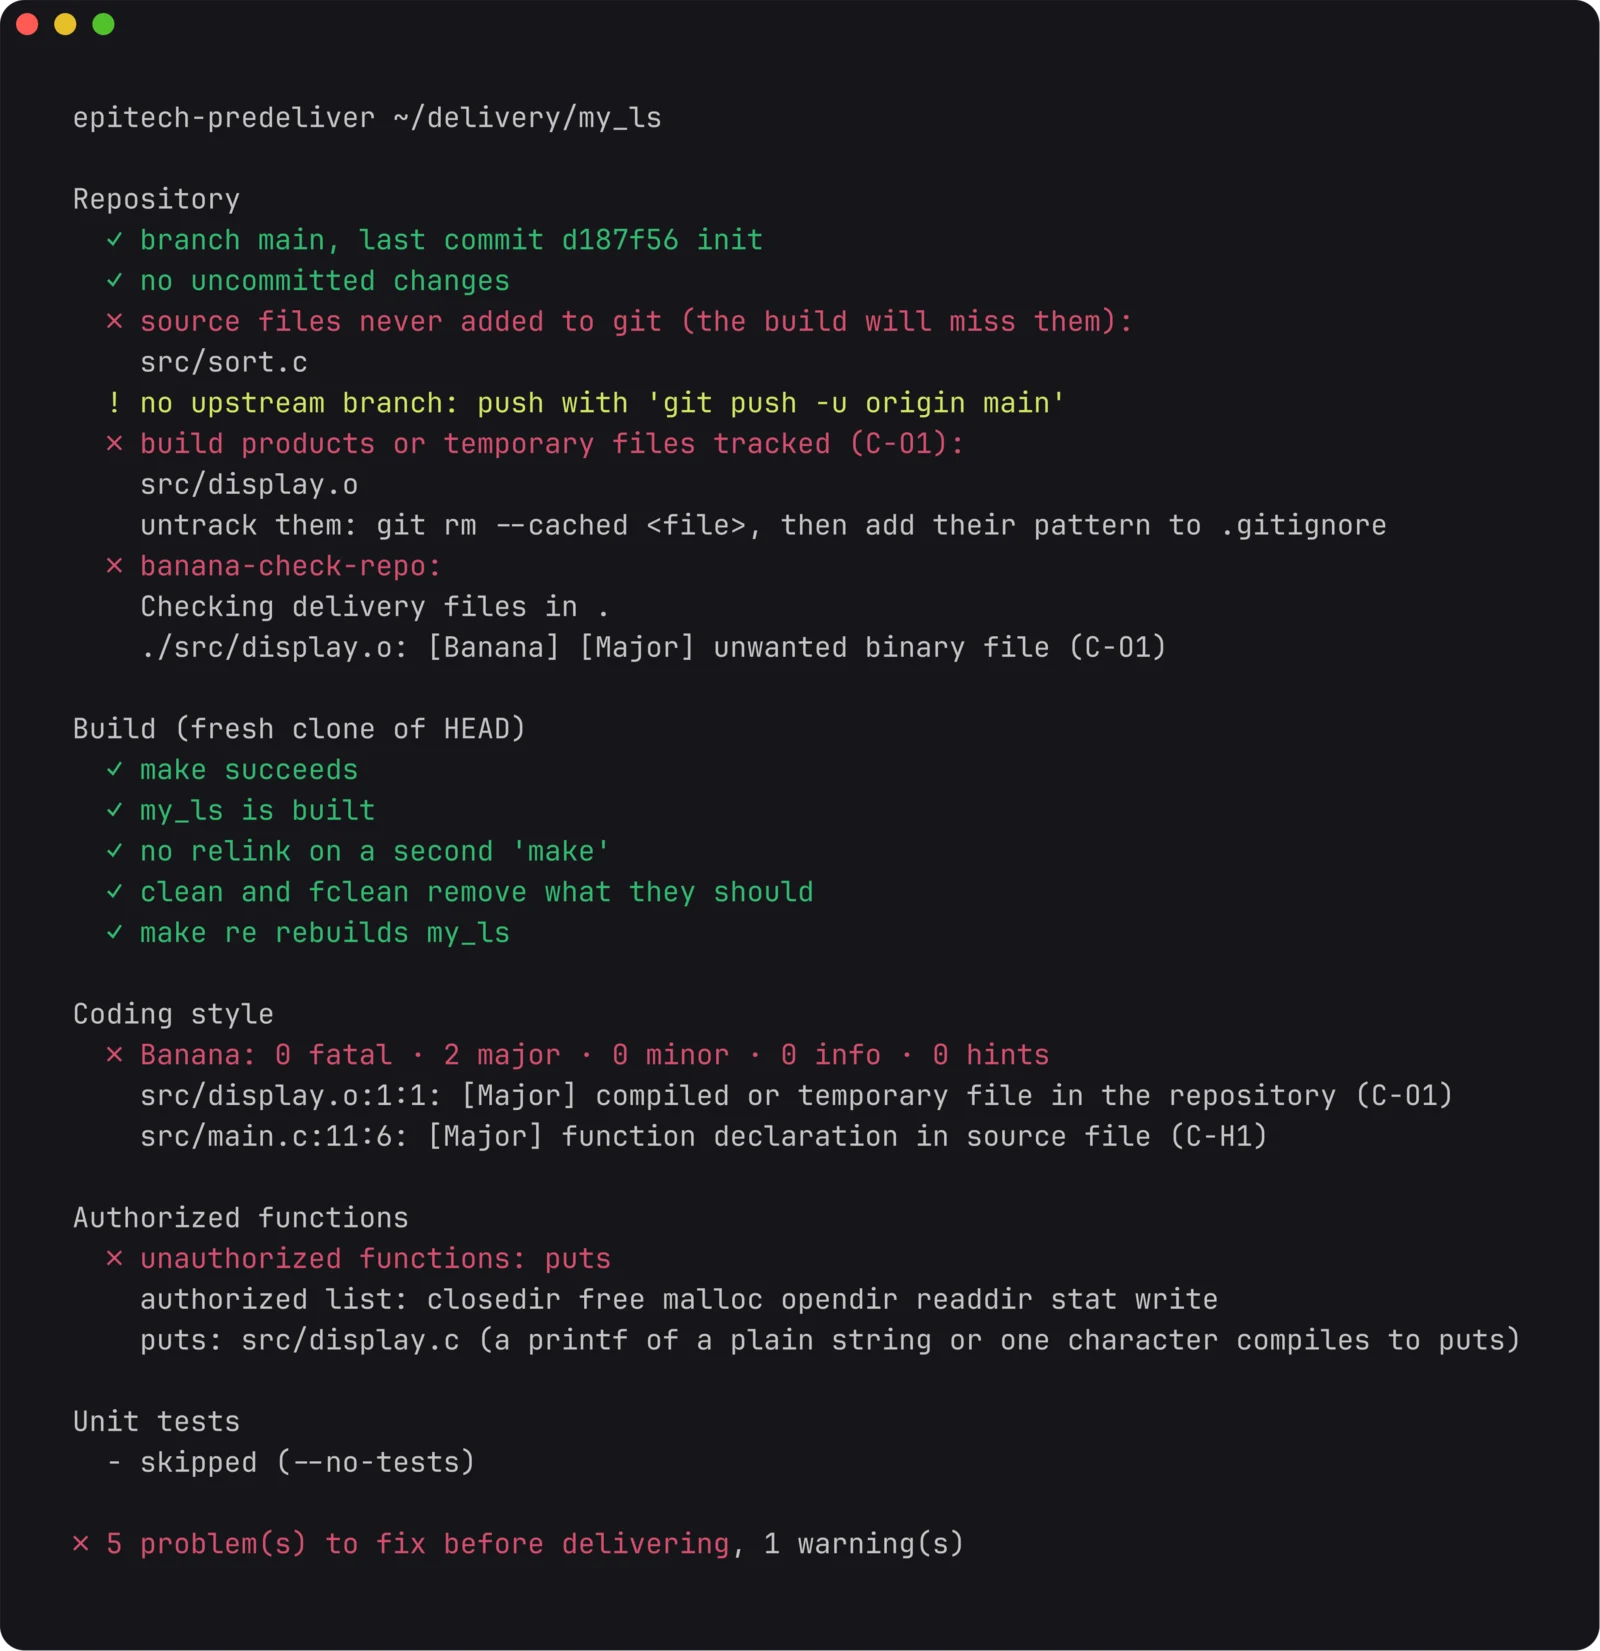 epitech-predeliver ~/delivery/my_ls
Repository
✓ branch main, last commit d187f56 init
✓ no uncommitted changes
✕ source files never added to git (the build will miss them):
src/sort.c
! no upstream branch: push with 'git push -u origin main'
✕ build products or temporary files tracked (C-O1):
src/display.o
untrack them: git rm --cached <file>, then add their pattern to .gitignore
✕ banana-check-repo:
Checking delivery files in .
./src/display.o: [Banana] [Major] unwanted binary file (C-O1)
Build (fresh clone of HEAD)
✓ make succeeds
✓ my_ls is built
✓ no relink on a second 'make'
✓ clean and fclean remove what they should
✓ make re rebuilds my_ls
Coding style
✕ Banana: 0 fatal · 2 major · 0 minor · 0 info · 0 hints
src/display.o:1:1: [Major] compiled or temporary file in the repository (C-O1)
src/main.c:11:6: [Major] function declaration in source file (C-H1)
Authorized functions
✕ unauthorized functions: puts
authorized list: closedir free malloc opendir readdir stat write
puts: src/display.c (a printf of a plain string or one character compiles to puts)
Unit tests
- skipped (--no-tests)
✕ 5 problem(s) to fix before delivering, 1 warning(s)